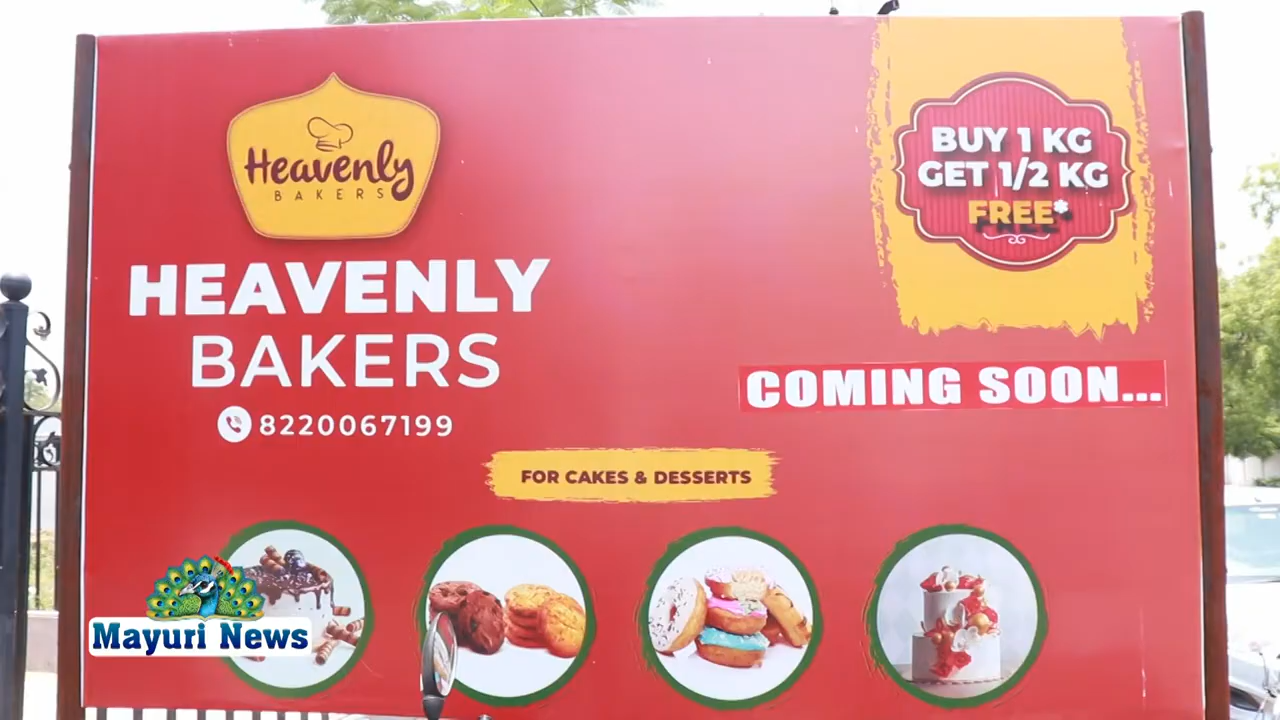 Heavenly
BAKERS
HEAVENLY
BAKERS
8220067199
BUY 1 KG
GET 1/2 KG
FREE*
COMING SOON...
FOR CAKES & DESSERTS
Mayuri News